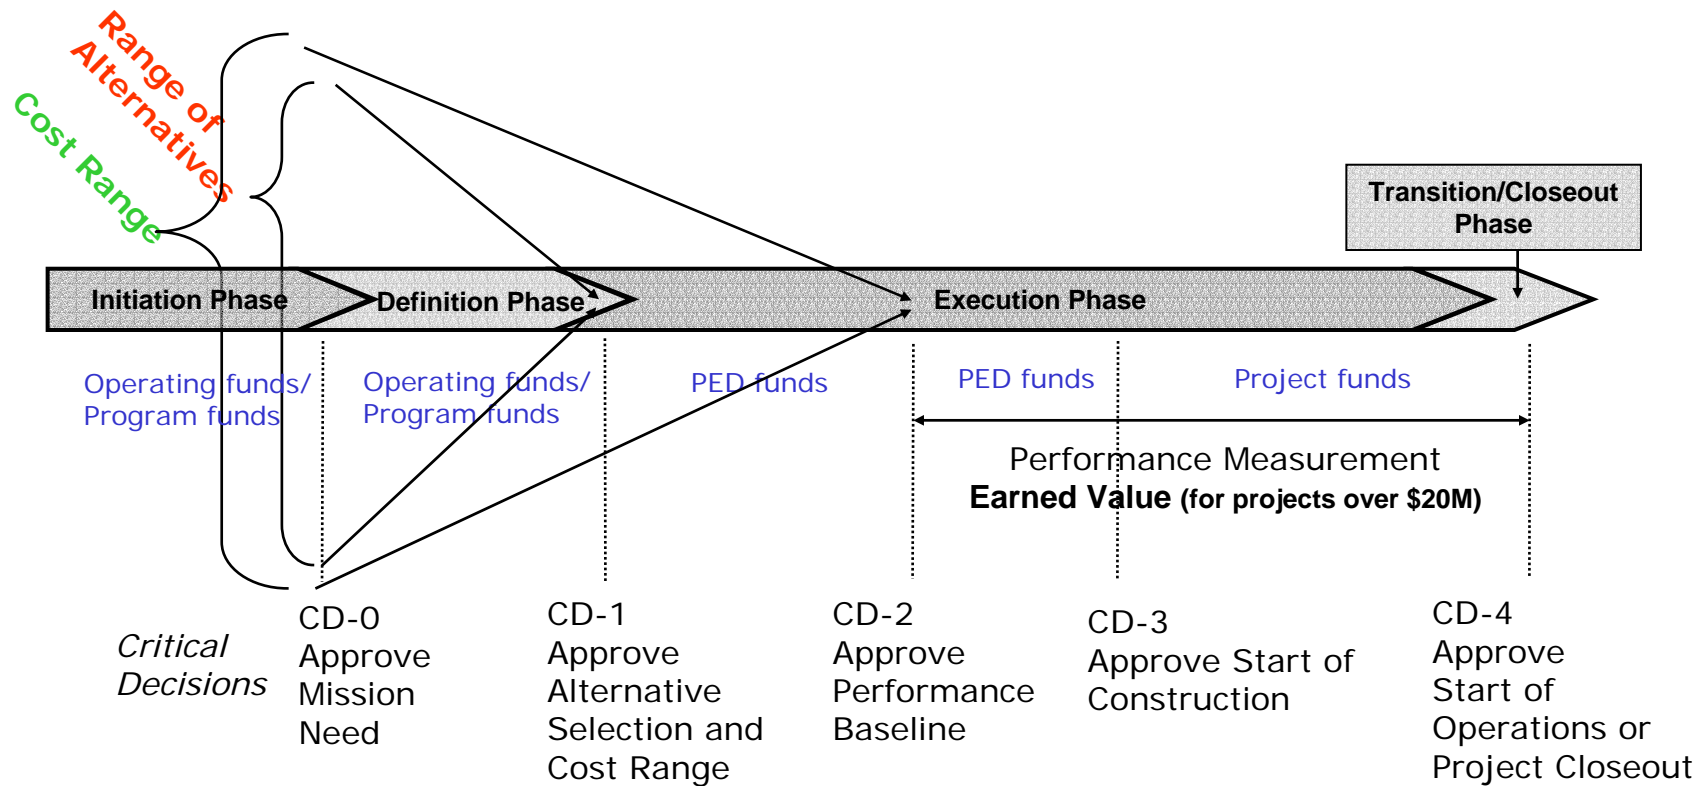 Range of
Alternatives
Cost Range
Transition/Closeout
Phase
Initiation Phase
Definition Phase
Execution Phase
Operating funds/
Program funds
Operating funds/
Program funds
PED funds
PED funds
Project funds
Performance Measurement
Earned Value (for projects over $20M)
Critical
Decisions
CD-0
Approve
Mission
Need
CD-1
Approve
Alternative
Selection and
Cost Range
CD-2
Approve
Performance
Baseline
CD-3
Approve Start of
Construction
CD-4
Approve
Start of
Operations or
Project Closeout